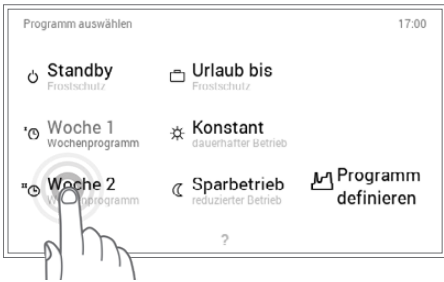 Programm auswählen
17:00
Standby
Frostschutz
Urlaub bis
Frostschutz
Woche 1
Wochenprogramm
Konstant
dauerhafter Betrieb
Woche 2
Wochenprogramm
Sparbetrieb
reduzierter Betrieb
Programm
definieren
?